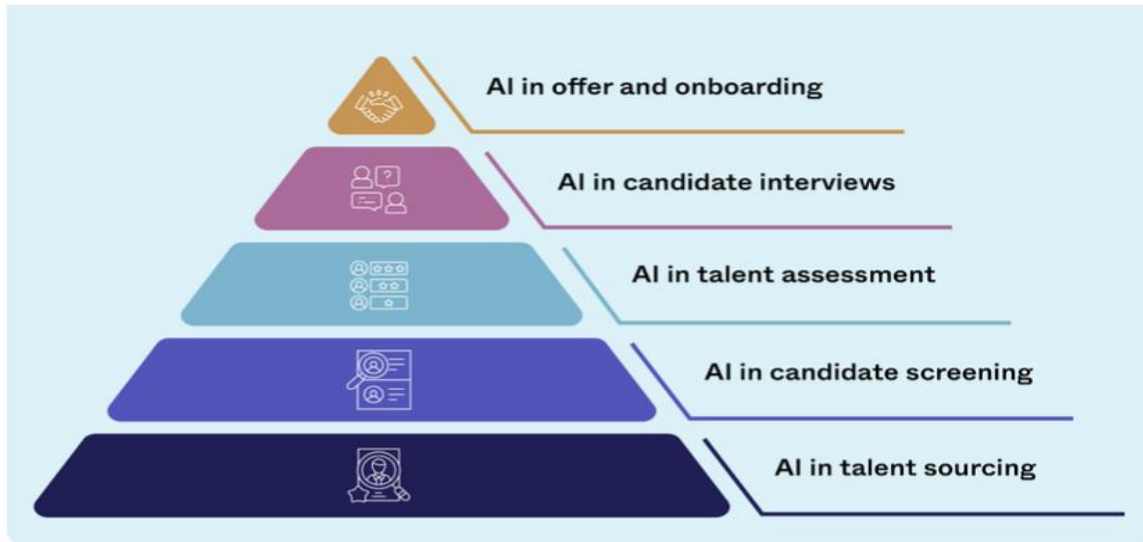 AI in offer and onboarding
AI in candidate interviews
AI in talent assessment
AI in candidate screening
AI in talent sourcing